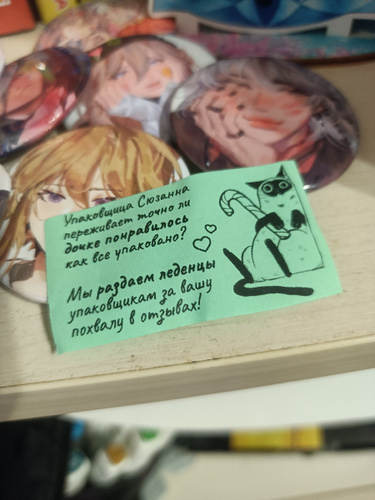 Упаковщица Сюзанна
переживает точно ли
дочке понравилось
как все упаковано?
Мы раздаем леденцы
упаковщикам за вашу
похвалу в отзывах!